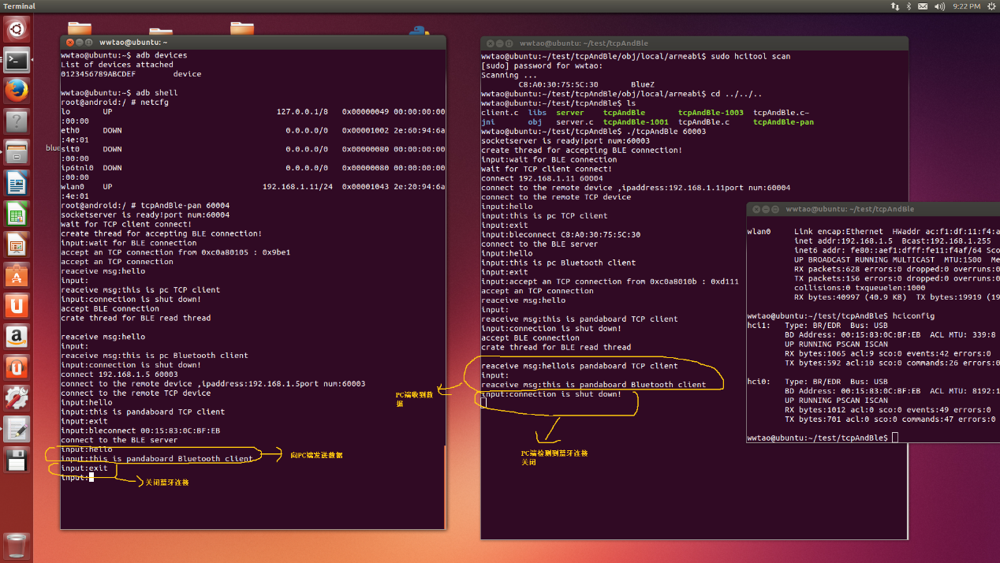 Terminal
9:22 PM
wwtao@ubuntu: ~
wwtao@ubuntu:~$ adb devices
List of devices attached
0123456789ABCDEF device
wwtao@ubuntu:~$ adb shell
root@android:/ # netcfg
lo UP 127.0.0.1/8 0x00000049 00:00:00:00
:00:00
eth0 DOWN 0.0.0.0/0 0x00001002 2e:60:94:6a
:4e:01
sit0 DOWN 0.0.0.0/0 0x00000080 00:00:00:00
:00:00
ip6tnl0 DOWN 0.0.0.0/0 0x00000080 00:00:00:00
:00:00
wlan0 UP 192.168.1.11/24 0x00001043 2e:20:94:6a
:4e:01
root@android:/ # tcpAndBle-pan 60004
socketserver is ready!port num:60004
wait for TCP client connect!
create thread for accepting BLE connection!
input:wait for BLE connection
accept an TCP connection from 0xc0a80105 : 0x9be1
accept an TCP connection
reaceive msg:hello
input:
reaceive msg:this is pc TCP client
input:connection is shut down!
accept BLE connection
crate thread for BLE read thread
reaceive msg:hello
input:
reaceive msg:this is pc Bluetooth client
input:connection is shut down!
connect 192.168.1.5 60003
connect to the remote device ,ipaddress:192.168.1.5port num:60003
connect to the remote TCP device
input:hello
input:this is pandaboard TCP client
input:exit
input:bleconnect 00:15:83:0C:BF:EB
connect to the BLE server
input:hello
input:this is pandaboard Bluetooth client
input:exit
input:
向PC端发送数据
关闭蓝牙连接
blue
wwtao@ubuntu: ~/test/tcpAndBle
wwtao@ubuntu:~/test/tcpAndBle/obj/local/armeabi$ sudo hcitool scan
[sudo] password for wwtao:
Scanning ...
C8:A0:30:75:5C:30 BlueZ
wwtao@ubuntu:~/test/tcpAndBle/obj/local/armeabi$ cd ../../..
wwtao@ubuntu:~/test/tcpAndBle$ ls
client.c libs server tcpAndBle tcpAndBle-1003 tcpAndBle.c~
jni obj server.c tcpAndBle-1001 tcpAndBle.c tcpAndBle-pan
wwtao@ubuntu:~/test/tcpAndBle$ ./tcpAndBle 60003
socketserver is ready!port num:60003
create thread for accepting BLE connection!
input:wait for BLE connection
wait for TCP client connect!
connect 192.168.1.11 60004
connect to the remote device ,ipaddress:192.168.1.11port num:60004
connect to the remote TCP device
input:hello
input:this is pc TCP client
input:exit
input:bleconnect C8:A0:30:75:5C:30
connect to the BLE server
input:hello
input:this is pc Bluetooth client
input:exit
input:accept an TCP connection from 0xc0a8010b : 0xd111
accept an TCP connection
reaceive msg:hello
input:
reaceive msg:this is pandaboard TCP client
input:connection is shut down!
accept BLE connection
crate thread for BLE read thread
reaceive msg:hellois pandaboard TCP client
input:
reaceive msg:this is pandaboard Bluetooth client
input:connection is shut down!
PC端收到数
据
PC端检测到蓝牙连接
关闭
wwtao@ubuntu: ~/test/tcpAndBle
wlan0 Link encap:Ethernet HWaddr ac:f1:df:11:f4:a
inet addr:192.168.1.5 Bcast:192.168.1.255
inet6 addr: fe80::aef1:dfff:fe11:f4af/64 Sco
UP BROADCAST RUNNING MULTICAST MTU:1500 Me
RX packets:628 errors:0 dropped:0 overruns:0
TX packets:156 errors:0 dropped:0 overruns:0
collisions:0 txqueuelen:1000
RX bytes:40997 (40.9 KB) TX bytes:19919 (19
wwtao@ubuntu:~/test/tcpAndBle$ hciconfig
hci1: Type: BR/EDR Bus: USB
BD Address: 00:15:83:0C:BF:EB ACL MTU: 339:8
UP RUNNING PSCAN ISCAN
RX bytes:1065 acl:9 sco:0 events:42 errors:0
TX bytes:592 acl:10 sco:0 commands:26 errors:0
hci0: Type: BR/EDR Bus: USB
BD Address: 00:15:83:0C:BF:EB ACL MTU: 8192:1
UP RUNNING PSCAN ISCAN
RX bytes:1012 acl:0 sco:0 events:49 errors:0
TX bytes:701 acl:0 sco:0 commands:47 errors:0
wwtao@ubuntu:~/test/tcpAndBle$